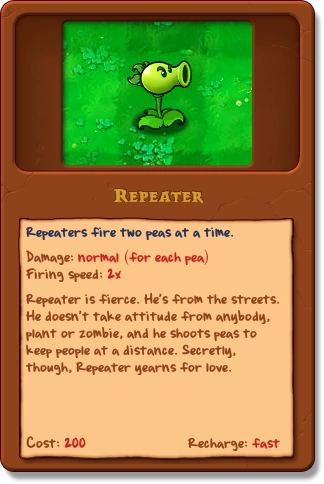 Repeater
Repeaters fire two peas at a time.
Damage: normal (for each pea)
Firing speed: 2x
Repeater is fierce. He's from the streets.
He doesn't take attitude from anybody,
plant or zombie, and he shoots peas to
keep people at a distance. Secretly,
though, Repeater yearns for love.
Cost: 200 Recharge: fast